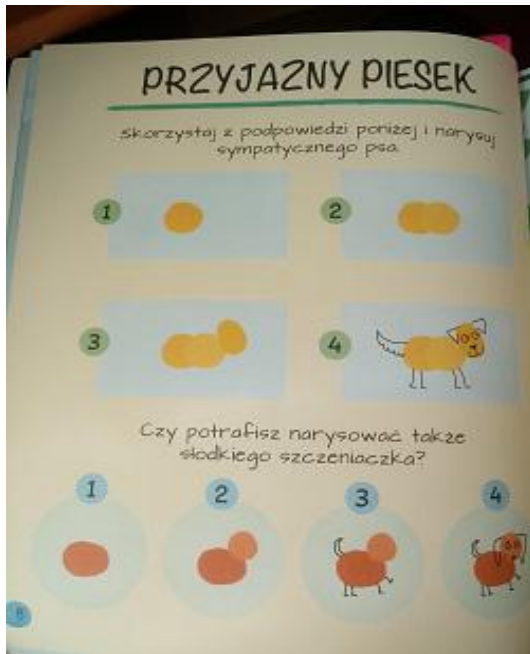 PRZYJAZNY PIESEK
Skorzystaj z podpowiedzi poniżej i narysuj
sympatycznego psa.
1
2
3
4
Czy potrafisz narysować także
słodkiego szczeniaczka?
1
2
3
4
8